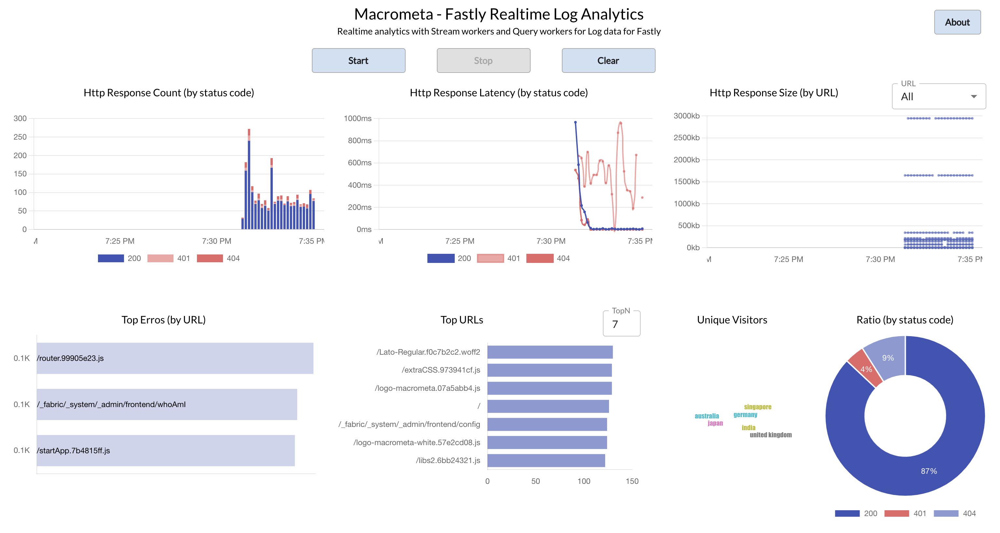 Macrometa - Fastly Realtime Log Analytics
Realtime analytics with Stream workers and Query workers for Log data for Fastly
About
Start
Stop
Clear
Http Response Count (by status code)
300
250
200
150
100
50
0
M
7:25 PM
7:30 PM
7:35 PM
200
401
404
Http Response Latency (by status code)
1000ms
800ms
600ms
400ms
200ms
0ms
M
7:25 PM
7:30 PM
7:35 PM
200
401
404
Http Response Size (by URL)
URL
All
3000kb
2500kb
2000kb
1500kb
1000kb
500kb
0kb
M
7:25 PM
7:30 PM
7:35 PM
Top Erros (by URL)
0.1K
/router.99905e23.js
0.1K
/_fabric/_system/_admin/frontend/whoAmI
0.1K
/startApp.7b4815ff.js
Top URLs
TopN
7
/Lato-Regular.f0c7b2c2.woff2
/extraCSS.973941cf.js
/logo-macrometa.07a5abb4.js
/
/_fabric/_system/_admin/frontend/config
/logo-macrometa-white.57e2cd08.js
/libs2.6bb24321.js
0
50
100
150
Unique Visitors
singapore
australia
germany
japan
india
united kingdom
Ratio (by status code)
9%
4%
87%
200
401
404